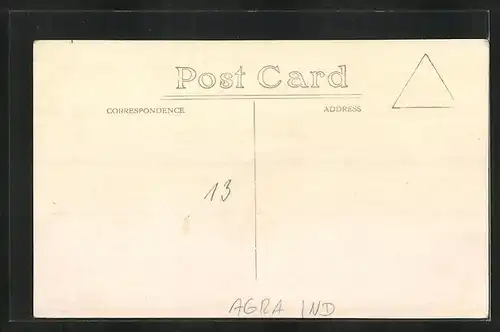 Post Card
CORRESPONDENCE ADDRESS
13
AGRA IND